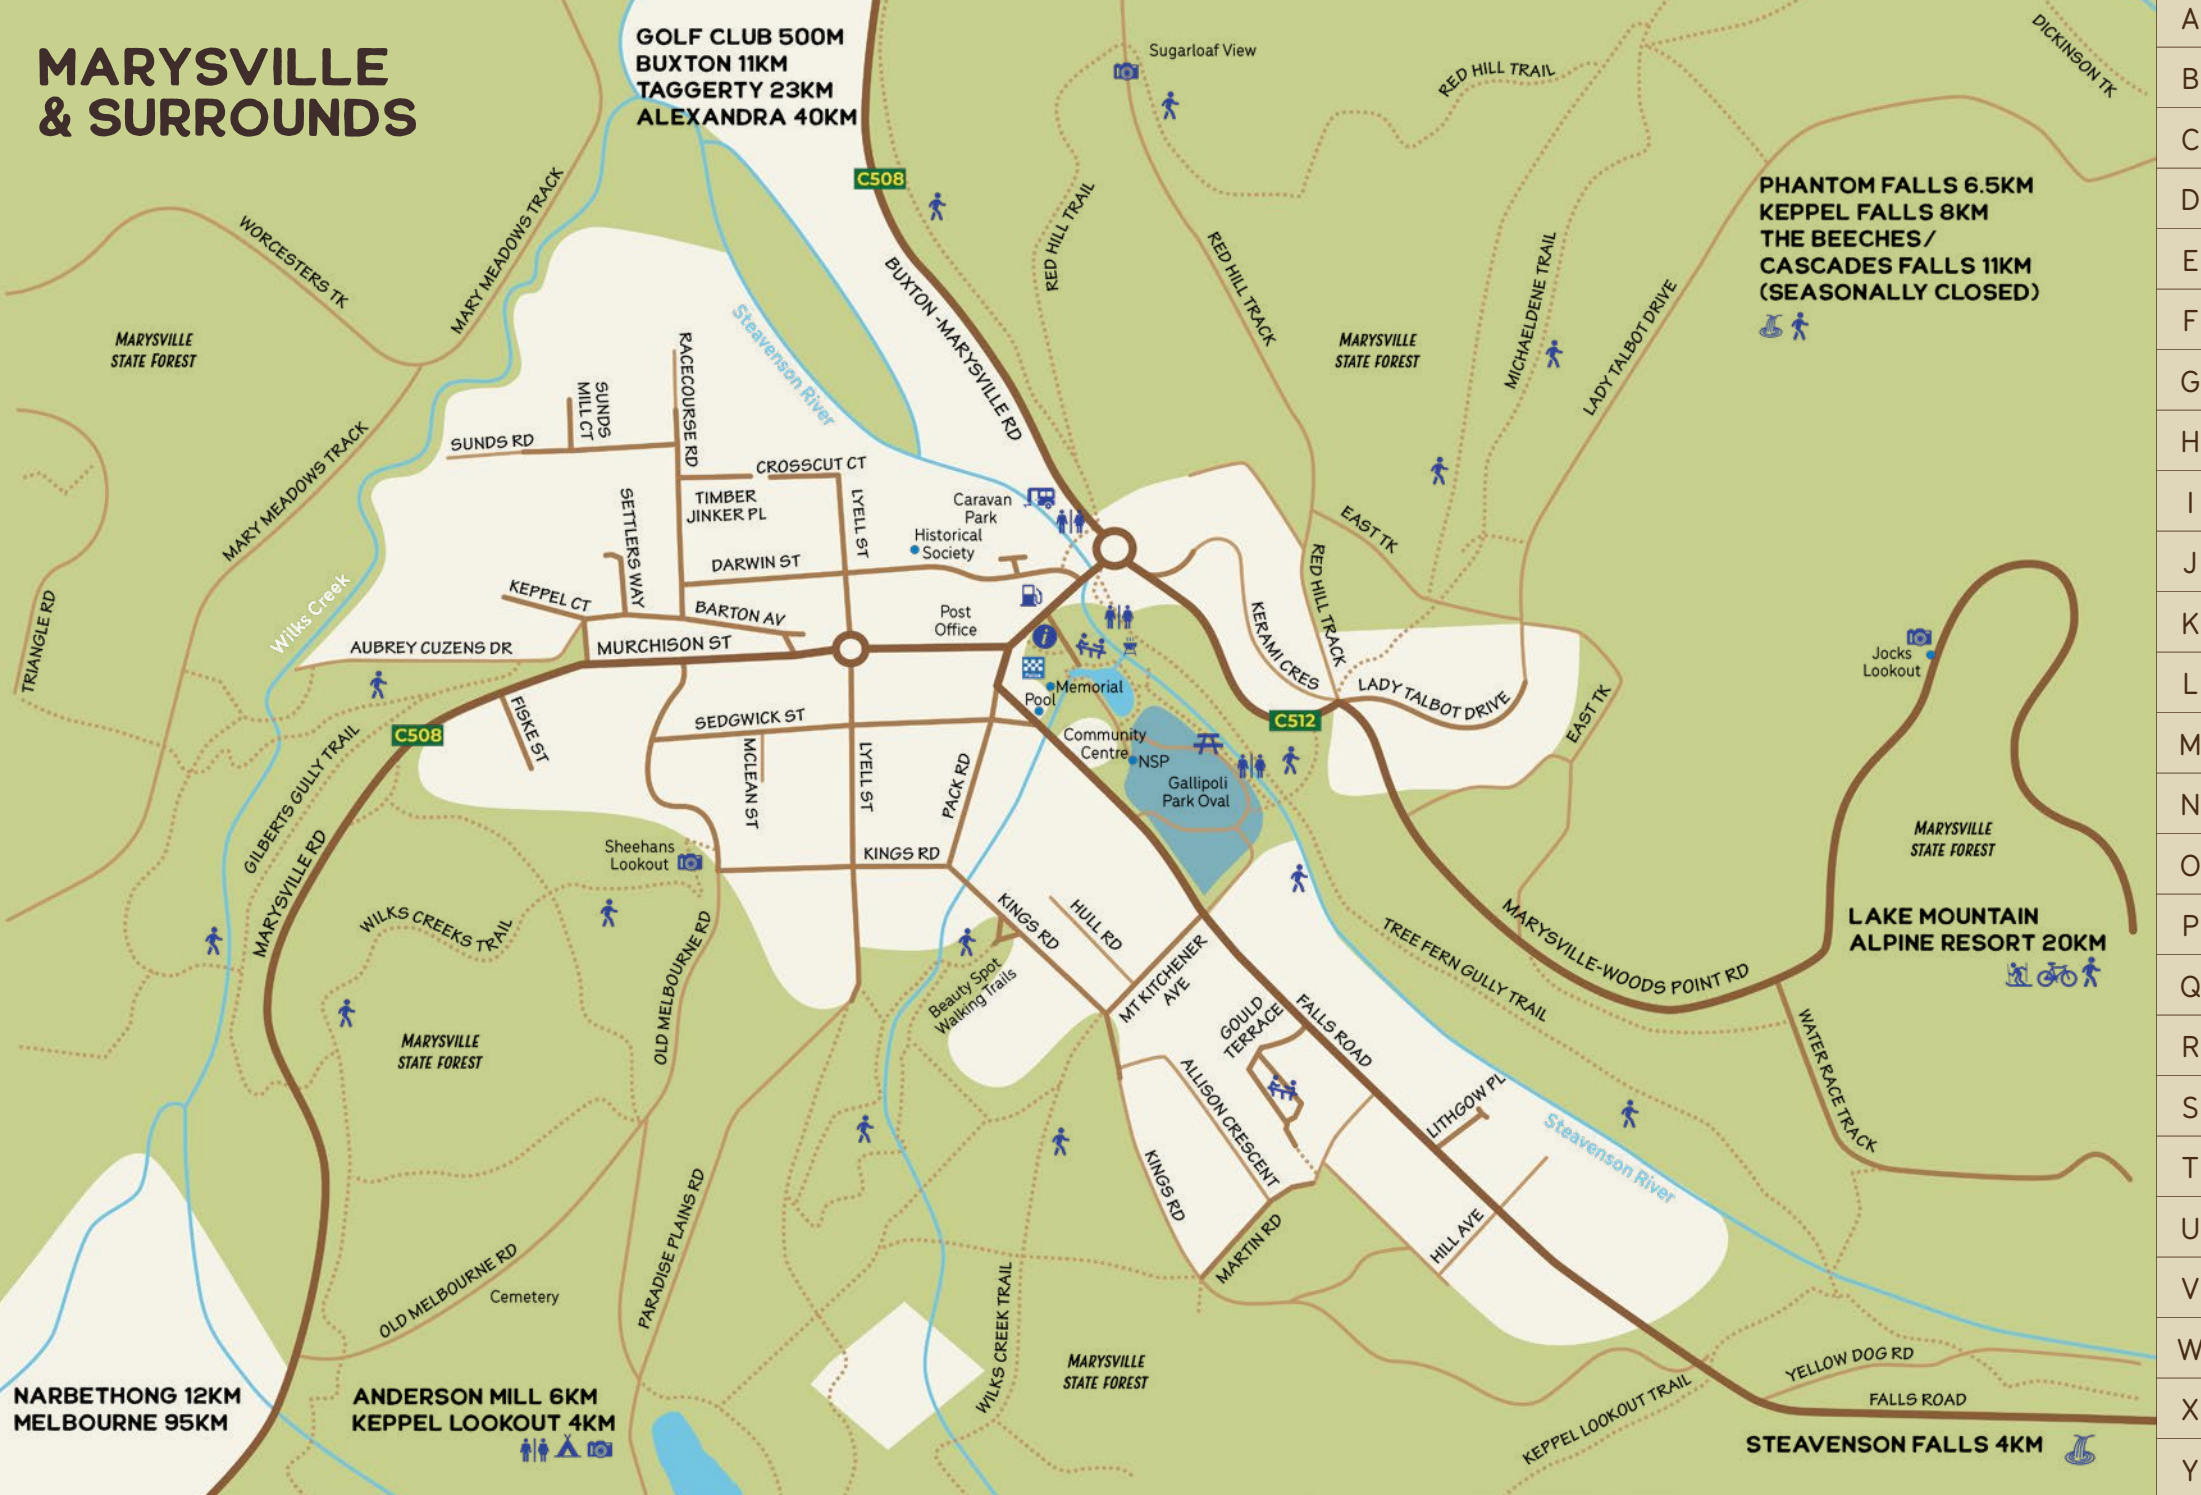 MARYSVILLE
& SURROUNDS
GOLF CLUB 500M
BUXTON 11KM
TAGGERTY 23KM
ALEXANDRA 40KM
Sugarloaf View
RED HILL TRAIL
DICKINSON TK
A
B
C
D
E
F
G
H
I
J
K
L
M
N
O
P
Q
R
S
T
U
V
W
X
Y
C508
PHANTOM FALLS 6.5KM
KEPPEL FALLS 8KM
THE BEECHES/
CASCADES FALLS 11KM
(SEASONALLY CLOSED)
WORCESTERS TK
MARY MEADOWS TRACK
RED HILL TRAIL
RED HILL TRACK
MICHAELDENE TRAIL
LADY TALBOT DRIVE
BUXTON -MARYSVILLE RD
Steavenson River
MARYSVILLE
STATE FOREST
MARYSVILLE
STATE FOREST
RACECOURSE RD
SUNDS
MILL CT
SUNDS RD
MARY MEADOWS TRACK
CROSSCUT CT
TIMBER
JINKER PL
SETTLERS WAY
LYELL ST
Caravan
Park
Historical
Society
EAST TK
RED HILL TRACK
DARWIN ST
KEPPEL CT
BARTON AV
Post
Office
KERAMI CRES
Wilks Creek
TRIANGLE RD
AUBREY CUZENS DR
MURCHISON ST
i
Police
Memorial
Pool
Jocks
Lookout
LADY TALBOT DRIVE
EAST TK
C512
C508
FISKE ST
SEDGWICK ST
MCLEAN ST
LYELL ST
PACK RD
Community
Centre
NSP
Gallipoli
Park Oval
GILBERTS GULLY TRAIL
MARYSVILLE RD
Sheehans
Lookout
KINGS RD
MARYSVILLE
STATE FOREST
LAKE MOUNTAIN
ALPINE RESORT 20KM
WILKS CREEKS TRAIL
OLD MELBOURNE RD
KINGS RD
HULL RD
Beauty Spot
Walking Trails
MT KITCHENER
AVE
TREE FERN GULLY TRAIL
MARYSVILLE-WOODS POINT RD
GOULD
TERRACE
FALLS ROAD
WATER RACE TRACK
MARYSVILLE
STATE FOREST
ALLISON CRESCENT
LITHGOW PL
Steavenson River
KINGS RD
PARADISE PLAINS RD
MARTIN RD
HILL AVE
OLD MELBOURNE RD
Cemetery
WILKS CREEK TRAIL
MARYSVILLE
STATE FOREST
YELLOW DOG RD
FALLS ROAD
KEPPEL LOOKOUT TRAIL
NARBETHONG 12KM
MELBOURNE 95KM
ANDERSON MILL 6KM
KEPPEL LOOKOUT 4KM
STEAVENSON FALLS 4KM